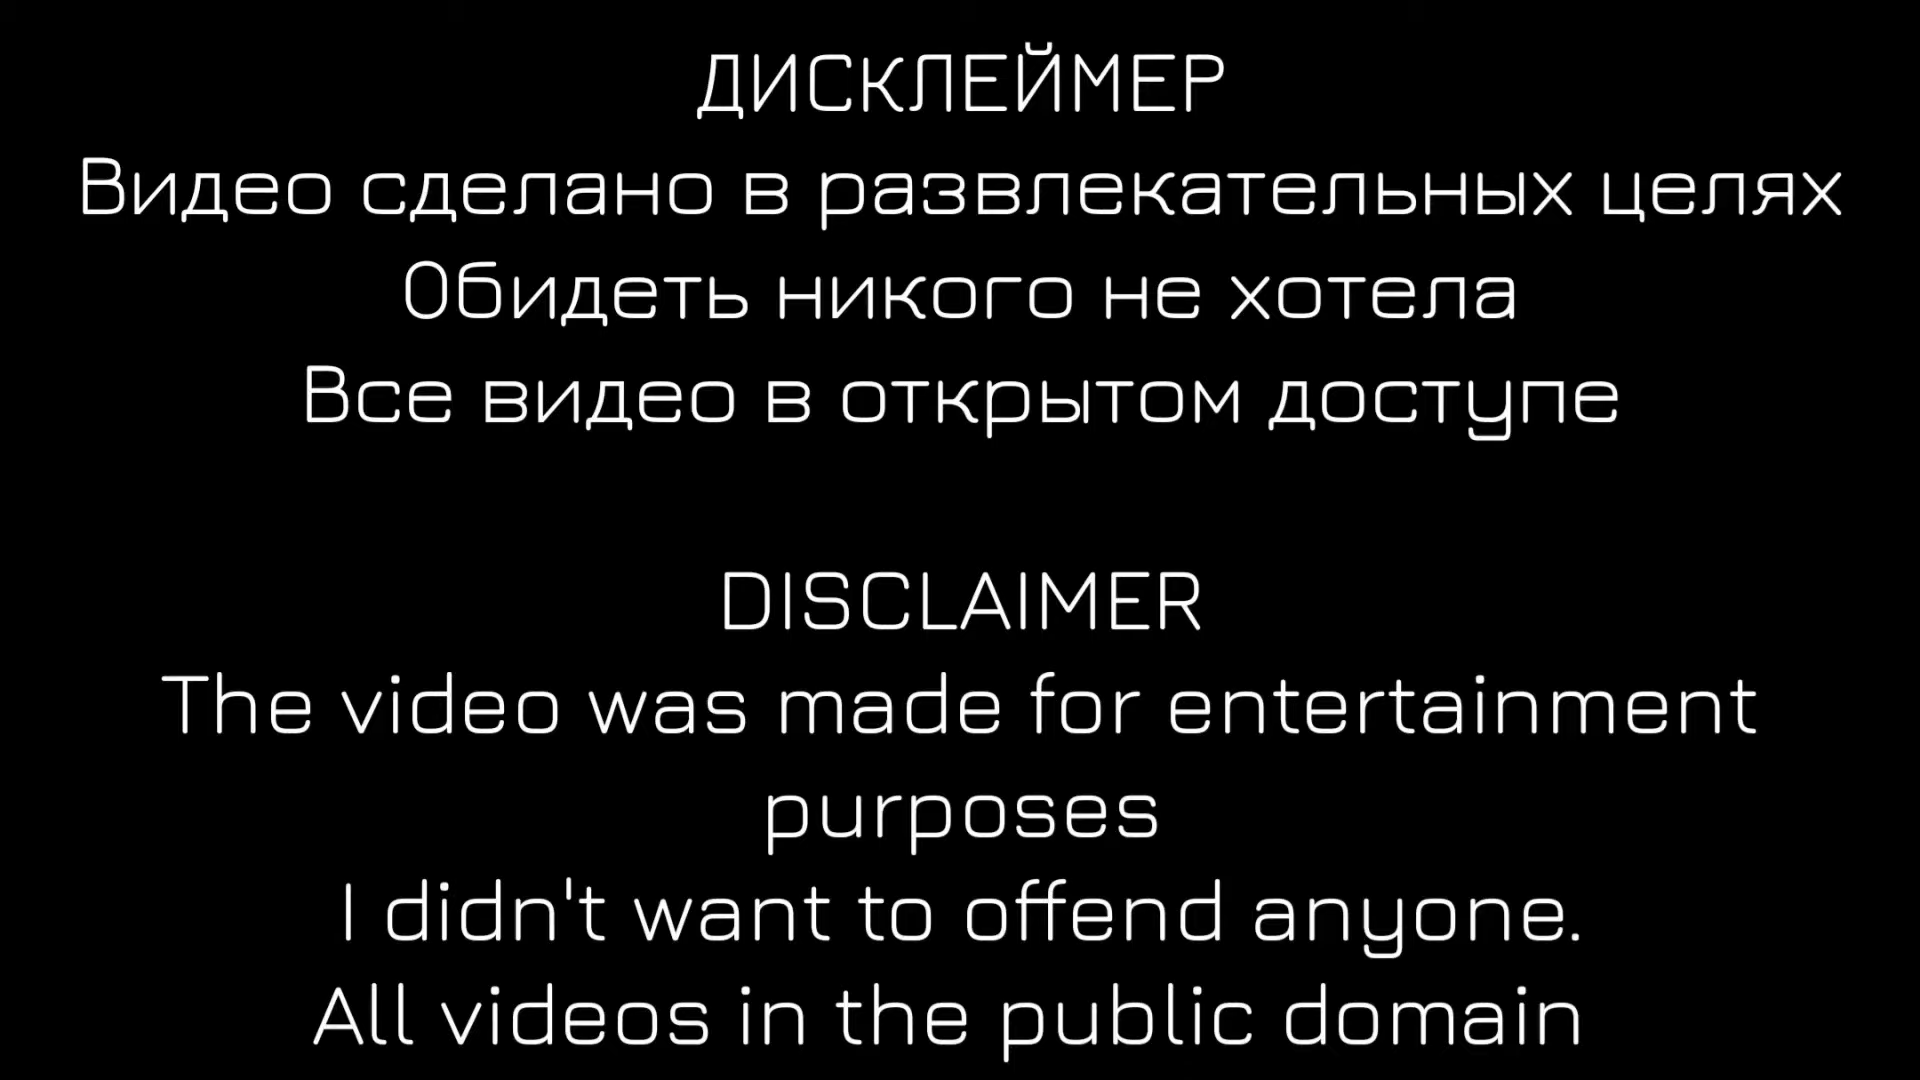 ДИСКЛЕЙМЕР
Видео сделано в развлекательных целях
Обидеть никого не хотела
Все видео в открытом доступе
DISCLAIMER
The video was made for entertainment
purposes
I didn't want to offend anyone.
All videos in the public domain